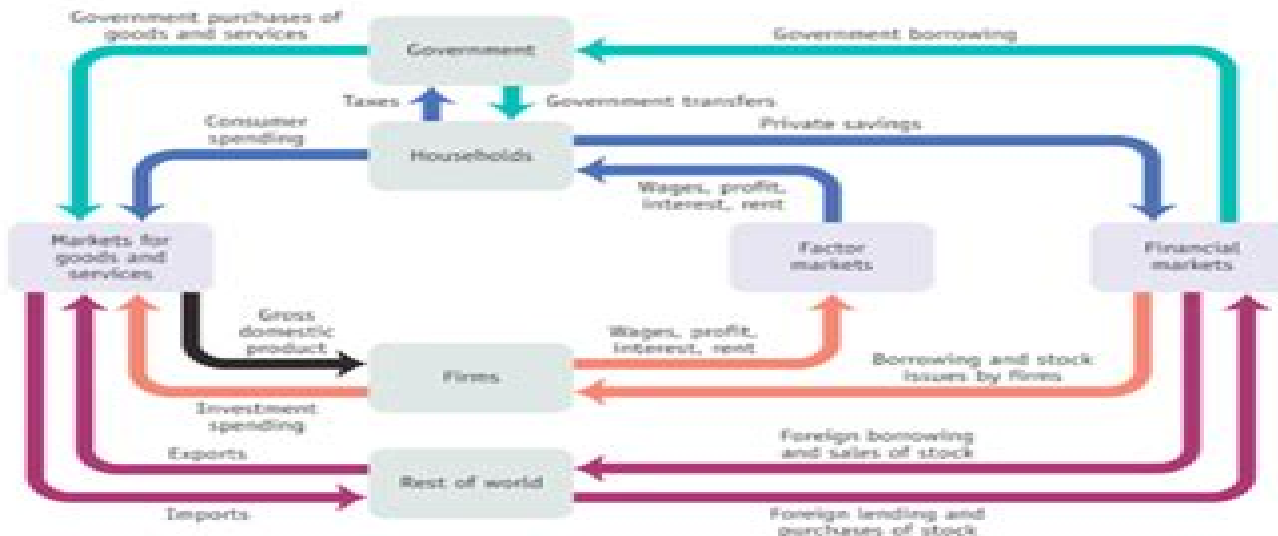 Government purchases of
goods and services
Government
Government borrowing
Taxes
Government transfers
Consumer
spending
Households
Private savings
Wages, profit,
interest, rent
Markets for
goods and
services
Factor
markets
Financial
markets
Gross
domestic
product
Wages, profit,
interest, rent
Firms
Borrowing and stock
issues by firms
Investment
spending
Foreign borrowing
and sales of stock
Exports
Rest of world
Imports
Foreign lending and
purchases of stock